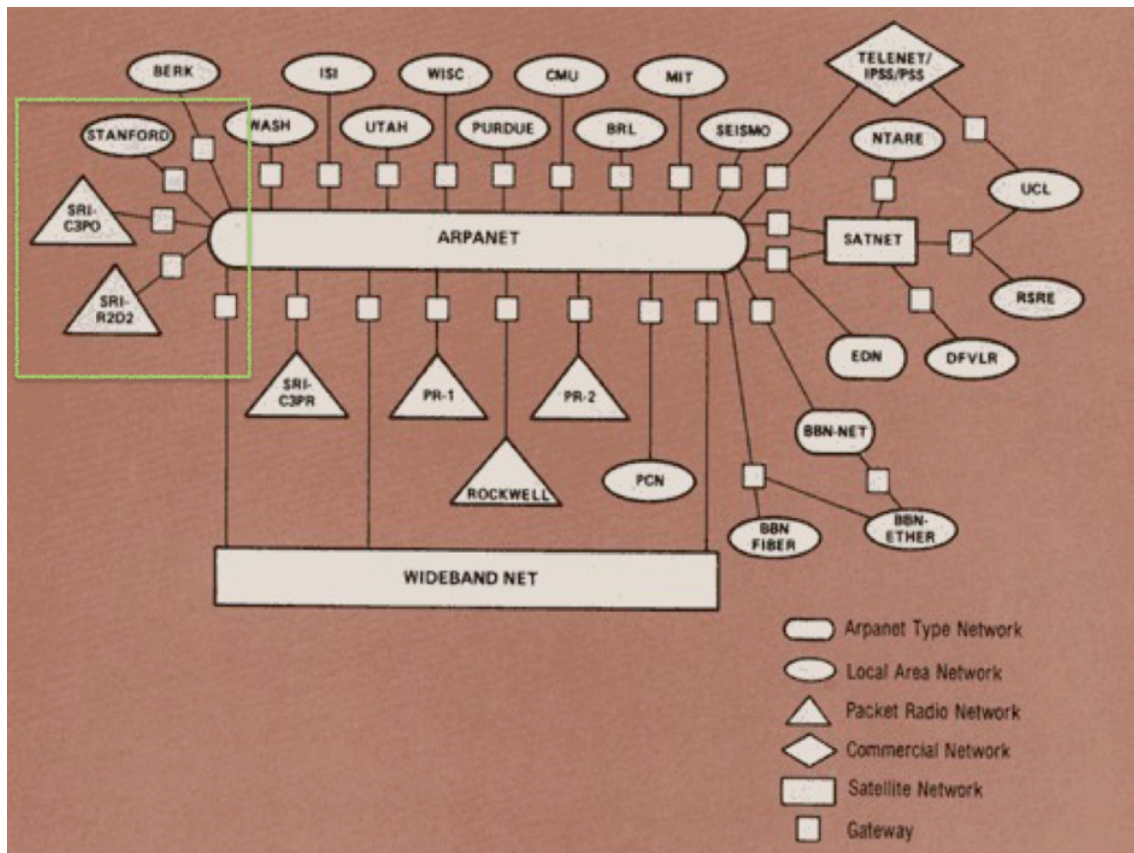 BERK
ISI
WISC
CMU
MIT
TELENET/
IPSS/PSS
STANFORD
WASH
UTAH
PURDUE
BRL
SEISMO
NTARE
UCL
SRI-
C3PO
ARPANET
SATNET
SRI-
R2D2
RSRE
EDN
DFVLR
SRI-
C3PR
PR-1
PR-2
BBN-NET
ROCKWELL
PCN
BBN
FIBER
BBN-
ETHER
WIDEBAND NET
Arpanet Type Network
Local Area Network
Packet Radio Network
Commercial Network
Satellite Network
Gateway